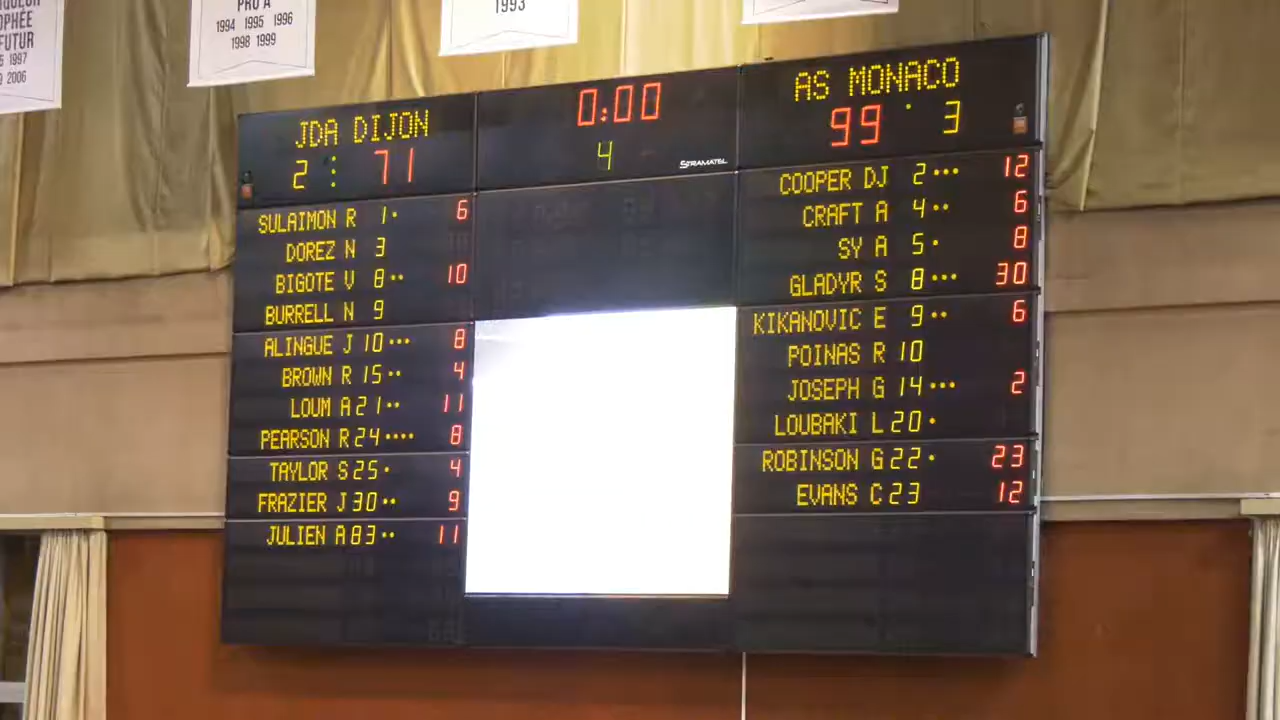 PRO A
1994 1995 1996
1998 1999
1993
OPHÉE
FUTUR
2006
JDA DIJON
2 : 71
0:00
4
STRAMATEL
AS MONACO
99 3
SULAIMON R 1• 6
DOREZ N 3
BIGOTE V 8•• 10
BURRELL N 9
ALINGUE J 10••• 8
BROWN R 15•• 4
LOUM A 21•• 11
PEARSON R 24•••• 8
TAYLOR S 25• 4
FRAZIER J 30•• 9
JULIEN A 83•• 11
COOPER DJ 2••• 12
CRAFT A 4•• 6
SY A 5• 8
GLADYR S 8••• 30
KIKANOVIC E 9•• 6
POINAS R 10
JOSEPH G 14••• 2
LOUBAKI L 20•
ROBINSON G 22• 23
EVANS C 23 12